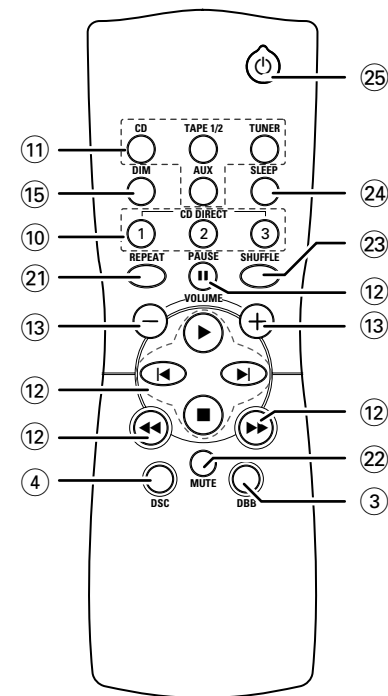 25
CD TAPE 1/2 TUNER
11
DIM AUX SLEEP
15 24
CD DIRECT
10 1 2 3 23
REPEAT PAUSE SHUFFLE
21 12
VOLUME
13 − + 13
12
12 12
22
4 MUTE 3
DSC DBB